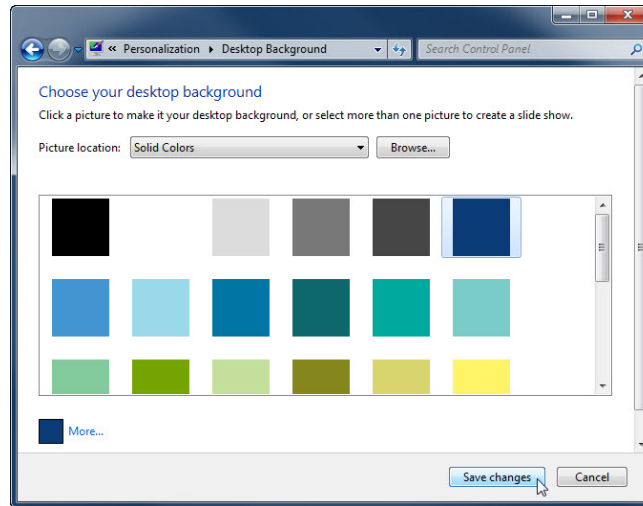 « Personalization ▸ Desktop Background Search Control Panel
Choose your desktop background
Click a picture to make it your desktop background, or select more than one picture to create a slide show.
Picture location: Solid Colors Browse...
More...
Save changes Cancel